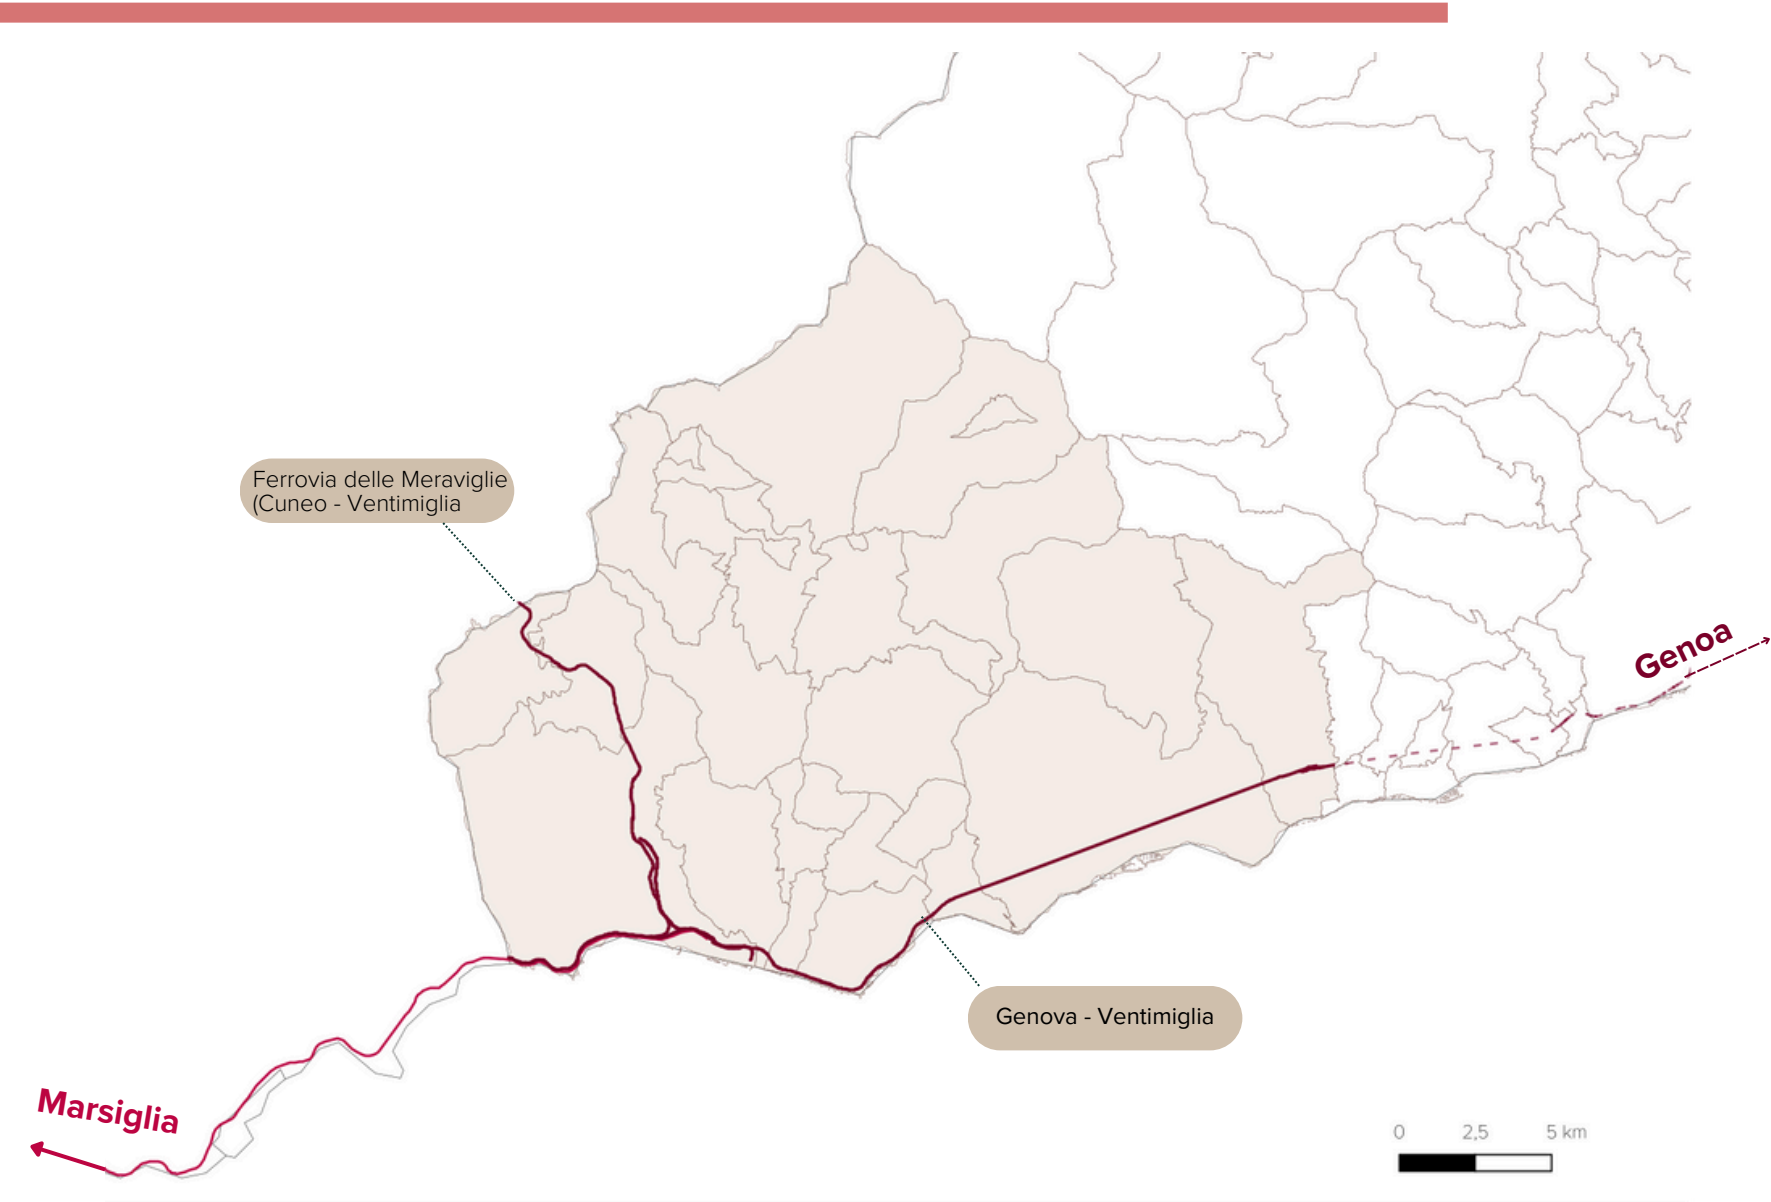 Ferrovia delle Meraviglie
(Cuneo - Ventimiglia
Genoa
Genova - Ventimiglia
Marsiglia
0 2,5 5 km